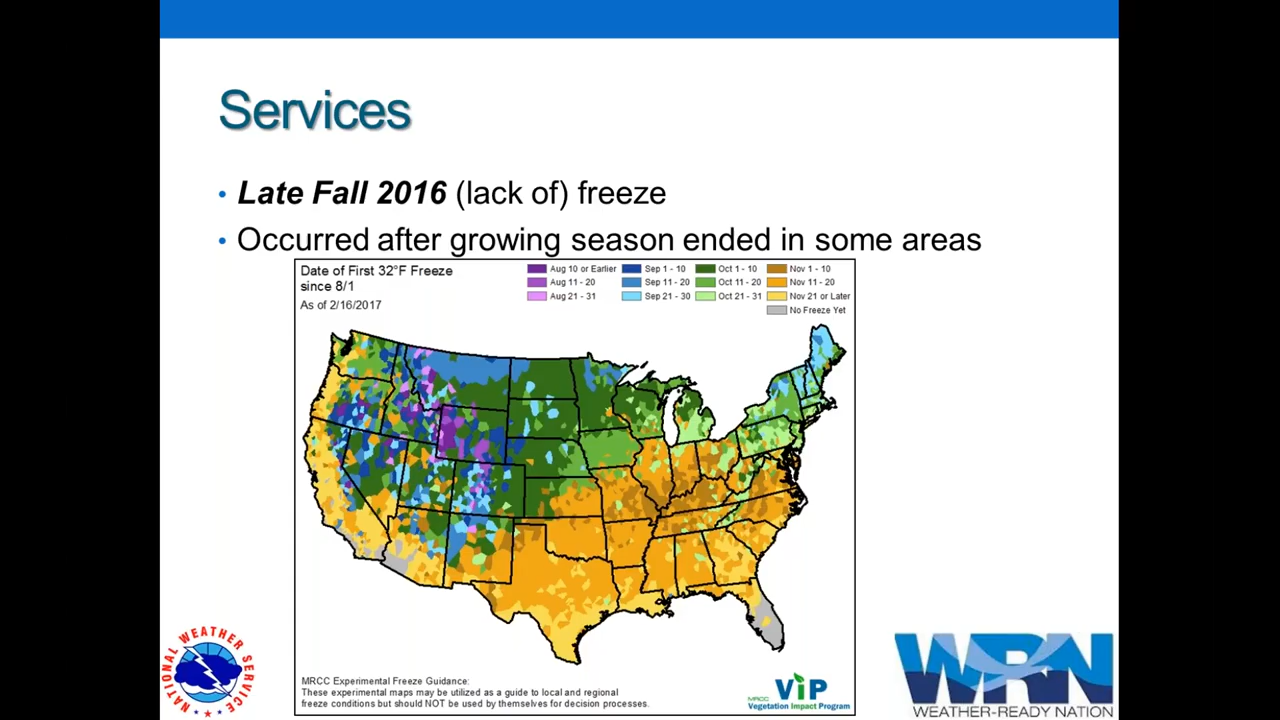 Services
• Late Fall 2016 (lack of) freeze
• Occurred after growing season ended in some areas
Date of First 32°F Freeze
since 8/1
As of 2/16/2017
Aug 10 or Earlier
Aug 11 - 20
Aug 21 - 31
Sep 1 - 10
Sep 11 - 20
Sep 21 - 30
Oct 1 - 10
Oct 11 - 20
Oct 21 - 31
Nov 1 - 10
Nov 11 - 20
Nov 21 or Later
No Freeze Yet
MRCC Experimental Freeze Guidance:
These experimental maps may be utilized as a guide to local and regional
freeze conditions but should NOT be used by themselves for decision processes.
MRCC ViP
Vegetation Impact Program
NATIONAL WEATHER SERVICE
WRN
WEATHER-READY NATION